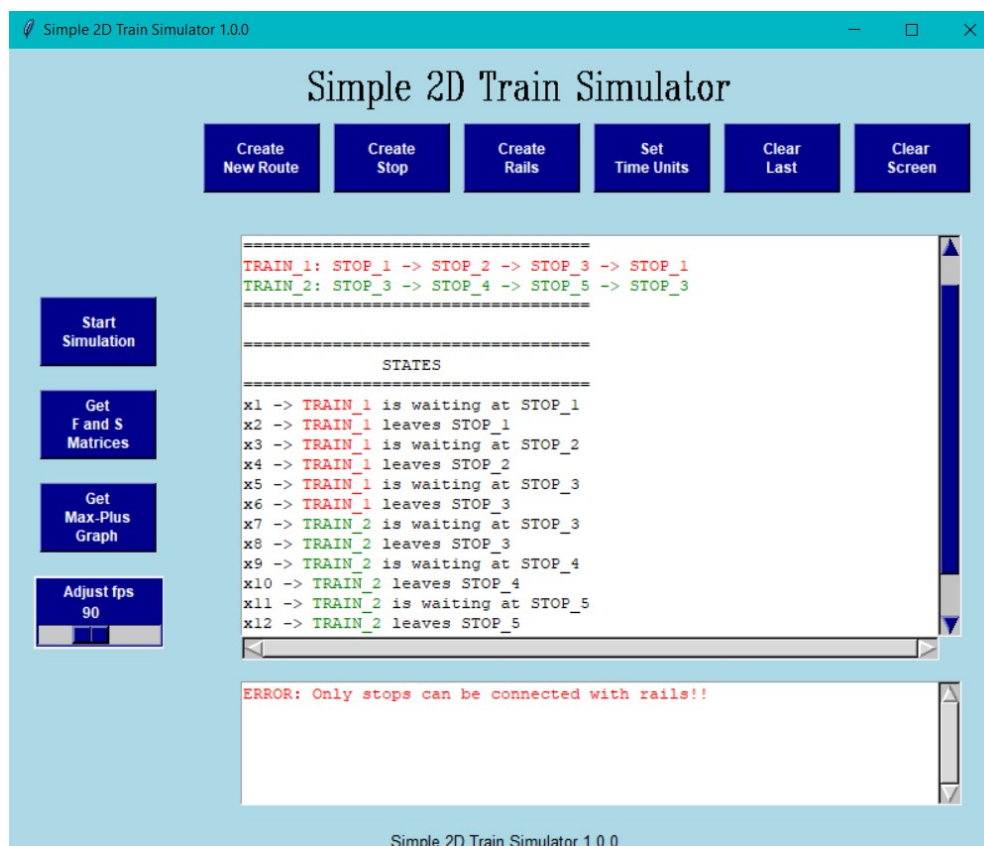 Simple 2D Train Simulator 1.0.0
Simple 2D Train Simulator
Create
New Route
Create
Stop
Create
Rails
Set
Time Units
Clear
Last
Clear
Screen
Start
Simulation
Get
F and S
Matrices
Get
Max-Plus
Graph
Adjust fps
90
===================================
TRAIN_1: STOP_1 -> STOP_2 -> STOP_3 -> STOP_1
TRAIN_2: STOP_3 -> STOP_4 -> STOP_5 -> STOP_3
===================================
===================================
STATES
===================================
x1 -> TRAIN_1 is waiting at STOP_1
x2 -> TRAIN_1 leaves STOP_1
x3 -> TRAIN_1 is waiting at STOP_2
x4 -> TRAIN_1 leaves STOP_2
x5 -> TRAIN_1 is waiting at STOP_3
x6 -> TRAIN_1 leaves STOP_3
x7 -> TRAIN_2 is waiting at STOP_3
x8 -> TRAIN_2 leaves STOP_3
x9 -> TRAIN_2 is waiting at STOP_4
x10 -> TRAIN_2 leaves STOP_4
x11 -> TRAIN_2 is waiting at STOP_5
x12 -> TRAIN_2 leaves STOP_5
ERROR: Only stops can be connected with rails!!
Simple 2D Train Simulator 1.0.0